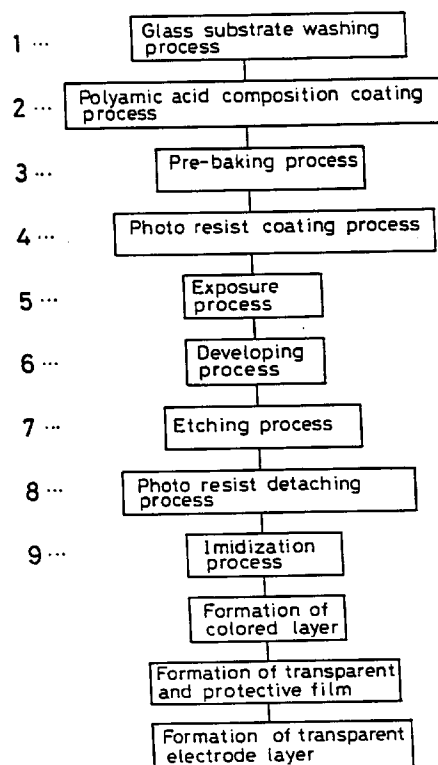 1 ··· Glass substrate washing
process
2 ··· Polyamic acid composition coating
process
3 ··· Pre-baking process
4 ··· Photo resist coating process
5 ··· Exposure
process
6 ··· Developing
process
7 ··· Etching process
8 ··· Photo resist detaching
process
9 ··· Imidization
process
Formation of
colored layer
Formation of transparent
and protective film
Formation of transparent
electrode layer